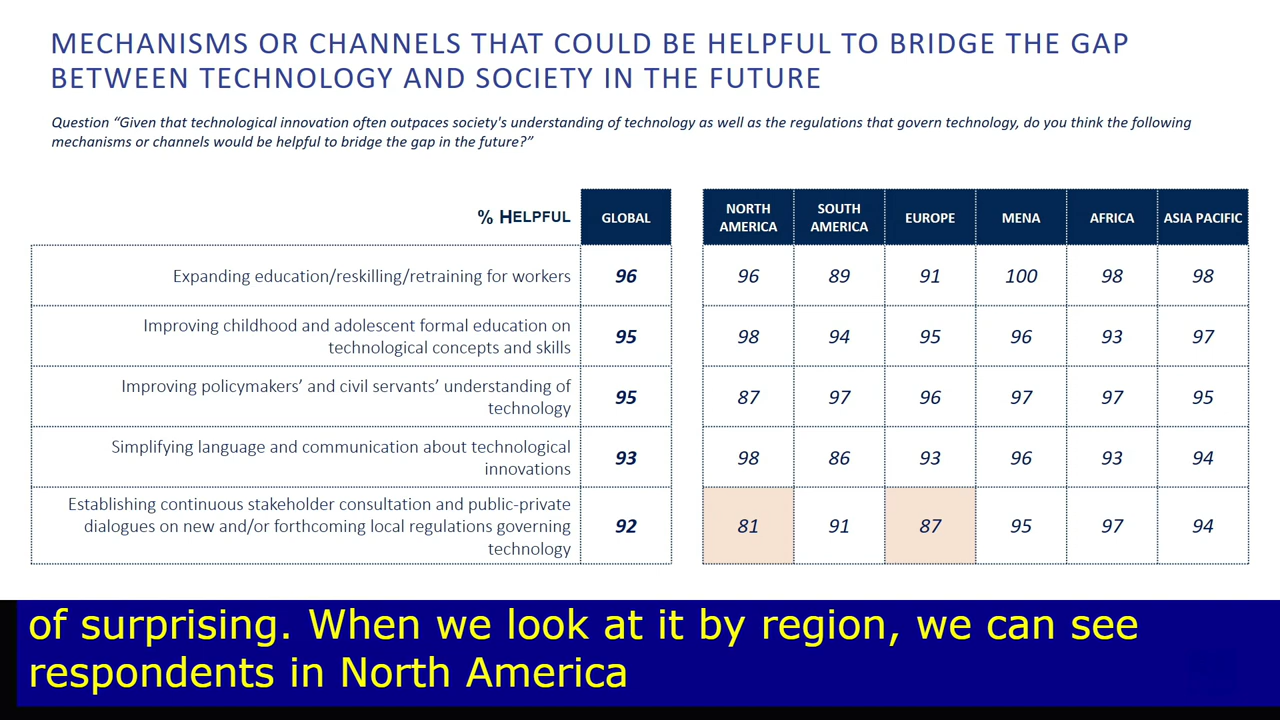 MECHANISMS OR CHANNELS THAT COULD BE HELPFUL TO BRIDGE THE GAP
BETWEEN TECHNOLOGY AND SOCIETY IN THE FUTURE
Question “Given that technological innovation often outpaces society's understanding of technology as well as the regulations that govern technology, do you think the following
mechanisms or channels would be helpful to bridge the gap in the future?”
% HELPFUL GLOBAL NORTH AMERICA SOUTH AMERICA EUROPE MENA AFRICA ASIA PACIFIC
Expanding education/reskilling/retraining for workers 96 96 89 91 100 98 98
Improving childhood and adolescent formal education on
technological concepts and skills 95 98 94 95 96 93 97
Improving policymakers’ and civil servants’ understanding of
technology 95 87 97 96 97 97 95
Simplifying language and communication about technological
innovations 93 98 86 93 96 93 94
Establishing continuous stakeholder consultation and public-private
dialogues on new and/or forthcoming local regulations governing
technology 92 81 91 87 95 97 94
of surprising. When we look at it by region, we can see
respondents in North America